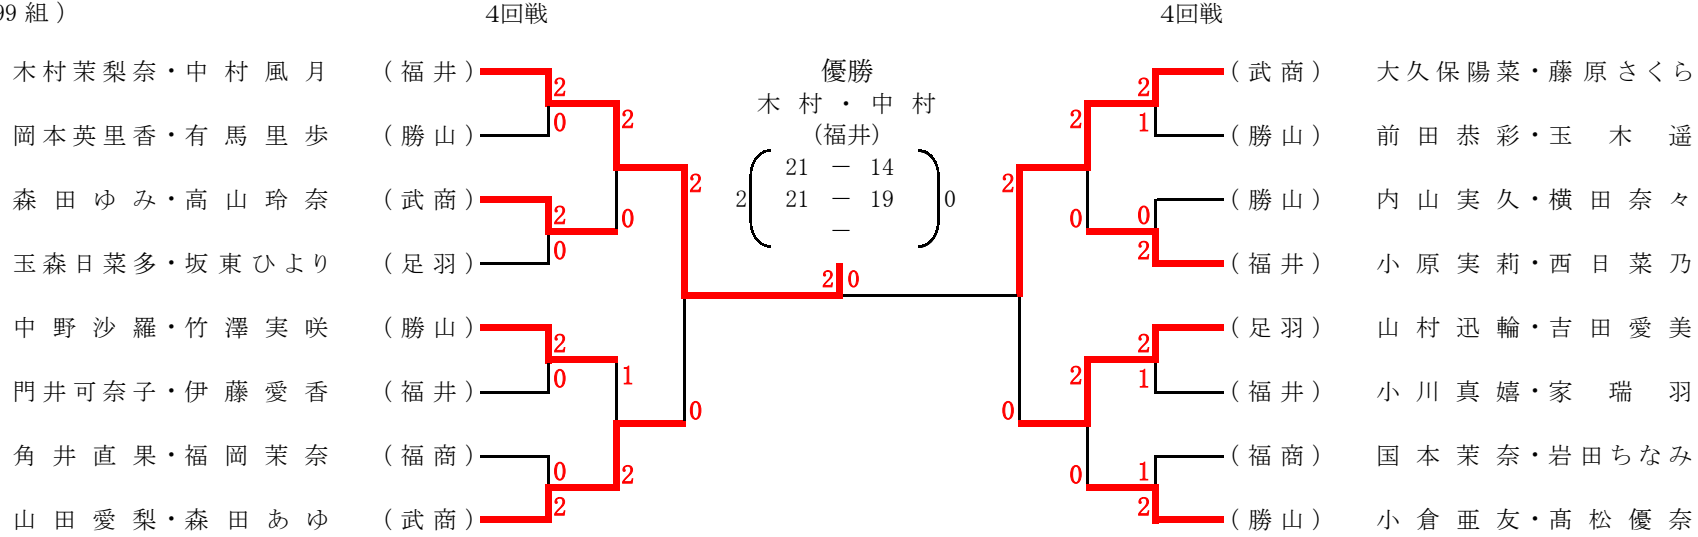 99 組 ) 4回戦 4回戦
木村茉梨奈・中村風月 (福井) 優勝 (武商) 大久保陽菜・藤原さくら
2 2
木村・中村
岡本英里香・有馬里歩 (勝山) 0 2 (福井) 2 1 (勝山) 前田恭彩・玉木遥
21 ― 14
森田ゆみ・高山玲奈 (武商) 2 2 21 ― 19 0 2 (勝山) 内山実久・横田奈々
2 0 ― 0 0
玉森日菜多・坂東ひより (足羽) 0 2 (福井) 小原実莉・西日菜乃
2 0
中野沙羅・竹澤実咲 (勝山) (足羽) 山村迅輪・吉田愛美
2 2
門井可奈子・伊藤愛香 (福井) 0 1 2 1 (福井) 小川真嬉・家瑞羽
0 0
角井直果・福岡茉奈 (福商) (福商) 国本茉奈・岩田ちなみ
0 2 0 1
山田愛梨・森田あゆ (武商) 2 2 (勝山) 小倉亜友・髙松優奈